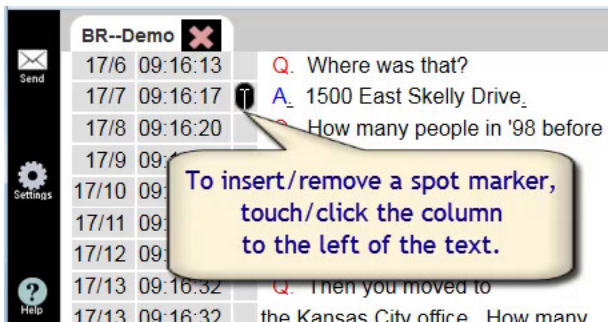 BR--Demo
Send
17/6 09:16:13 Q. Where was that?
17/7 09:16:17 A. 1500 East Skelly Drive.
17/8 09:16:20 How many people in '98 before
17/9 09:
Settings
17/10 09:
17/11 09:
17/12 09:
To insert/remove a spot marker,
touch/click the column
to the left of the text.
17/13 09:16:32 Q. Then you moved to
Help
17/13 09:16:32 the Kansas City office. How many